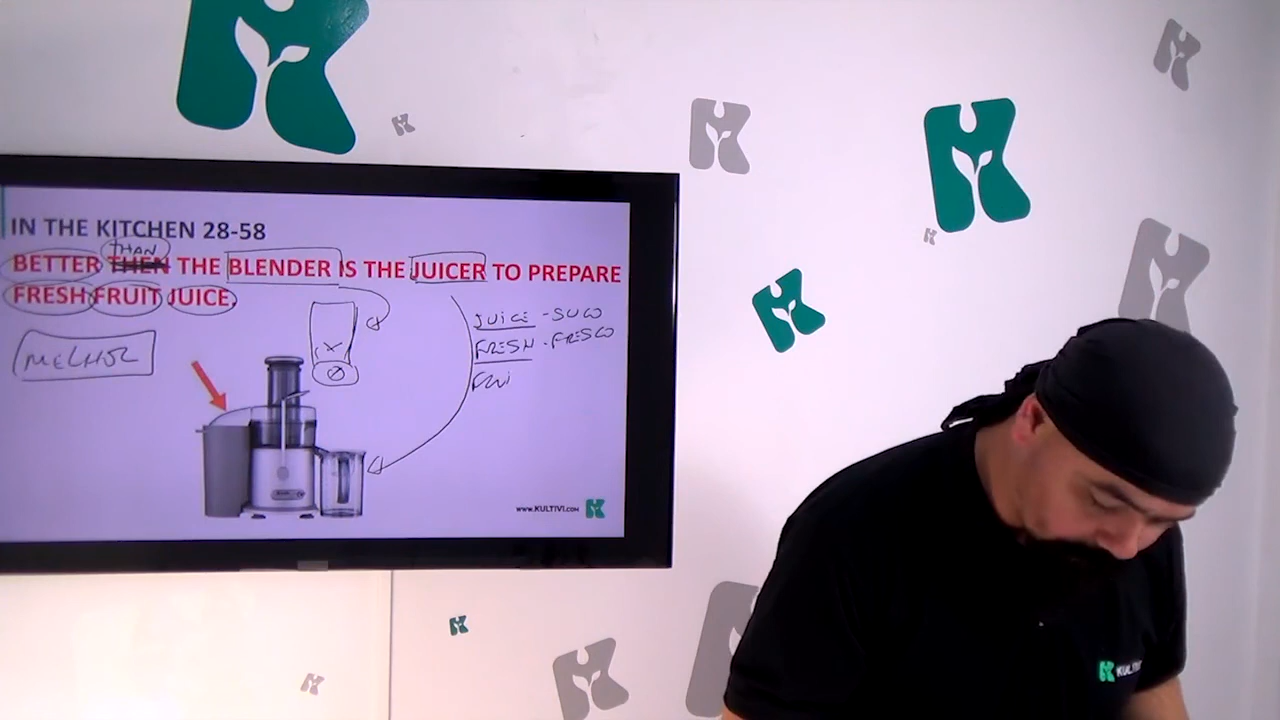 IN THE KITCHEN 28-58
THAN
BETTER THEN THE BLENDER IS THE JUICER TO PREPARE
FRESH FRUIT JUICE.
JUICE - SUCO
FRESH - FRESCO
FRUI
MELHOR
WWW.KULTIVI.COM